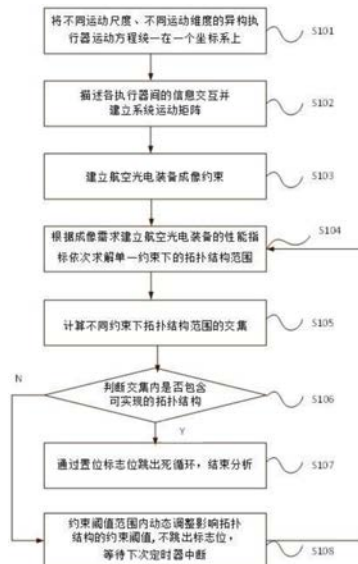 将不同运动尺度、不同运动维度的异构执
行器运动方程统一在一个坐标系上
S101
描述各执行器间的信息交互并
建立系统运动矩阵
S102
建立航空光电装备成像约束
S103
根据成像需求建立航空光电装备的性能指
标依次求解单一约束下的拓扑结构范围
S104
计算不同约束下拓扑结构范围的交集
S105
N
判断交集内是否包含
可实现的拓扑结构
S106
Y
通过置位标志位跳出死循环，结束分析
S107
约束阈值范围内动态调整影响拓扑
结构的约束阈值，不跳出标志位，
等待下次定时器中断
S108